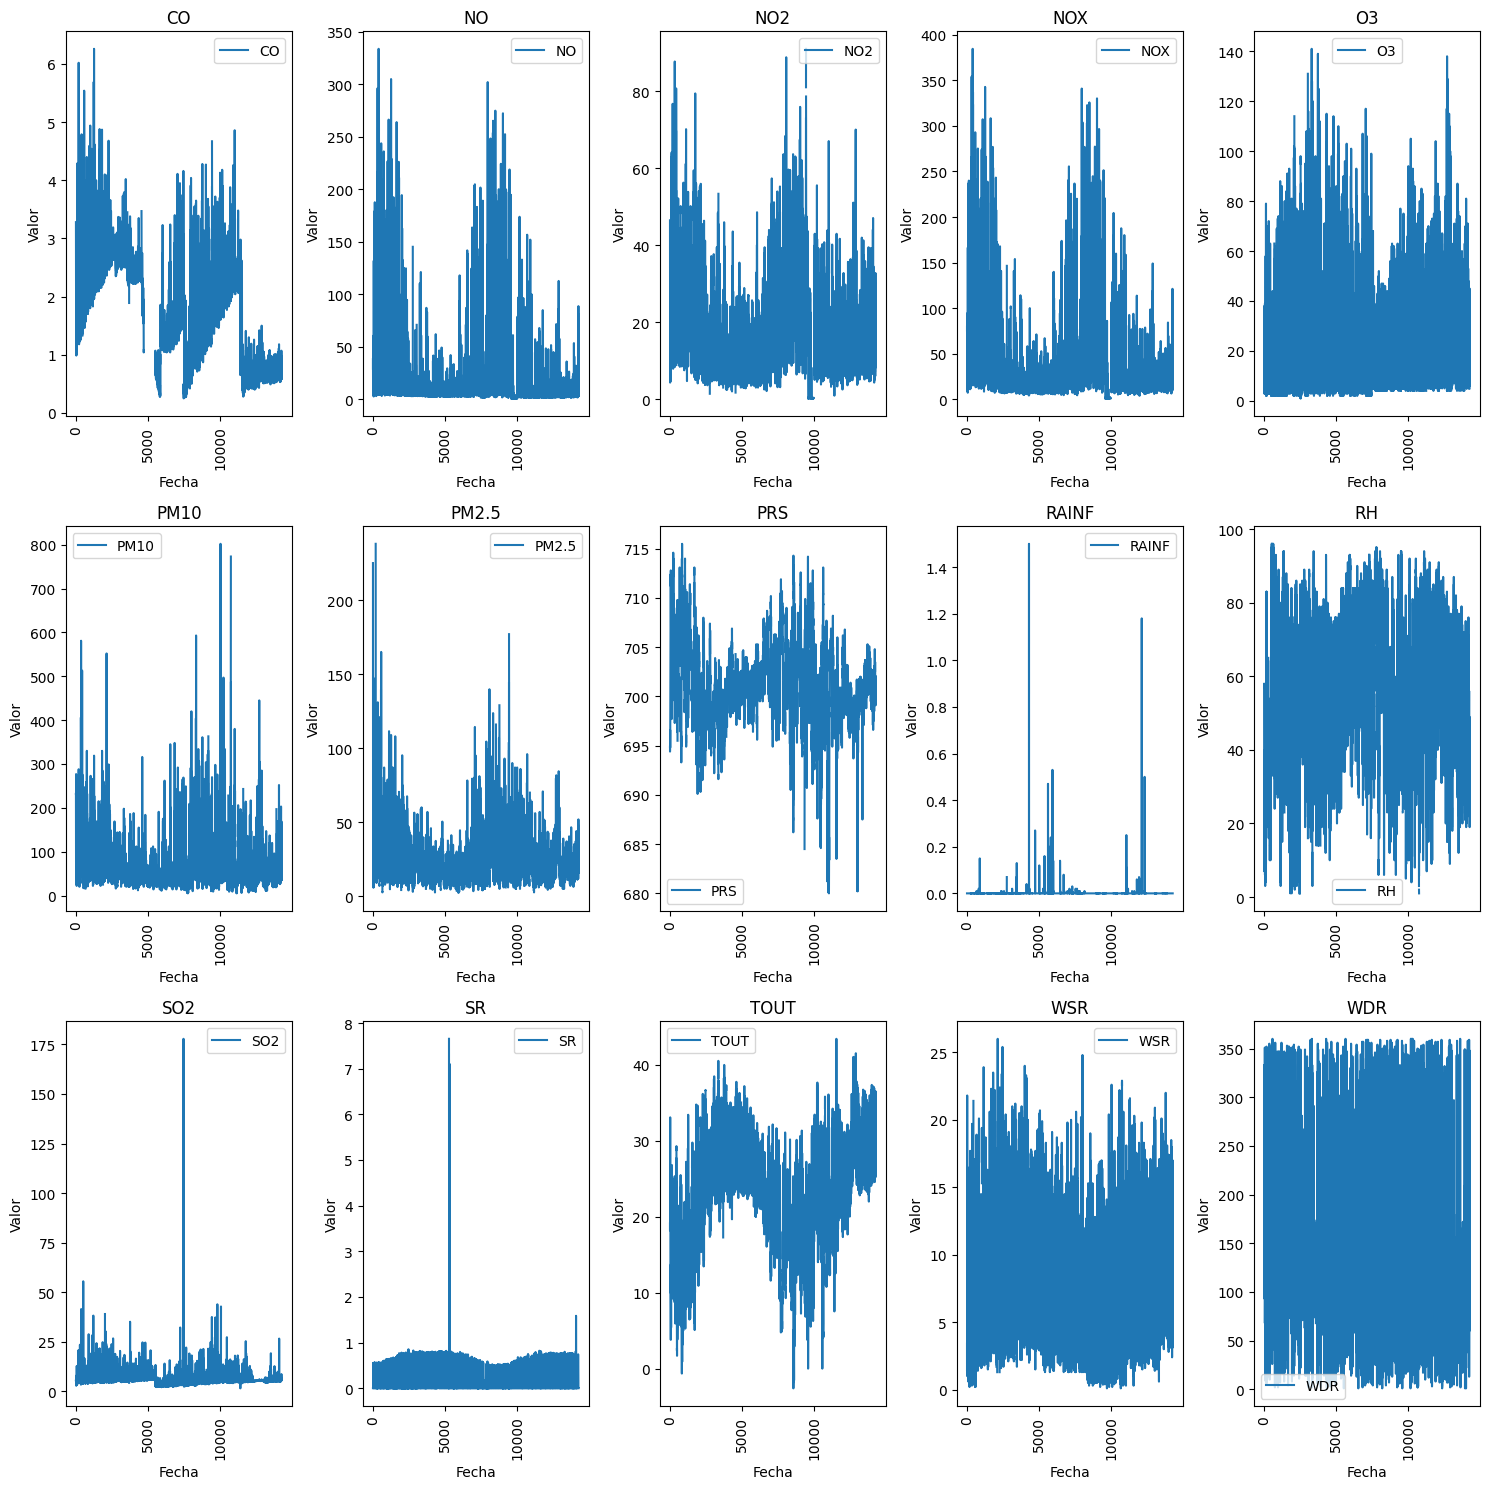 CO NO NO2 NOX O3
CO NO NO2 NOX O3
Valor Valor Valor Valor Valor
0 1 2 3 4 5 6
0 50 100 150 200 250 300 350
0 20 40 60 80
0 50 100 150 200 250 300 350 400
0 20 40 60 80 100 120 140
0 5000 10000 0 5000 10000 0 5000 10000 0 5000 10000 0 5000 10000
Fecha Fecha Fecha Fecha Fecha
PM10 PM2.5 PRS RAINF RH
PM10 PM2.5 PRS RAINF RH
Valor Valor Valor Valor Valor
0 100 200 300 400 500 600 700 800
0 50 100 150 200
680 685 690 695 700 705 710 715
0.0 0.2 0.4 0.6 0.8 1.0 1.2 1.4
0 20 40 60 80 100
0 5000 10000 0 5000 10000 0 5000 10000 0 5000 10000 0 5000 10000
Fecha Fecha Fecha Fecha Fecha
SO2 SR TOUT WSR WDR
SO2 SR TOUT WSR WDR
Valor Valor Valor Valor Valor
0 25 50 75 100 125 150 175
0 1 2 3 4 5 6 7 8
0 10 20 30 40
0 5 10 15 20 25
0 50 100 150 200 250 300 350
0 5000 10000 0 5000 10000 0 5000 10000 0 5000 10000 0 5000 10000
Fecha Fecha Fecha Fecha Fecha